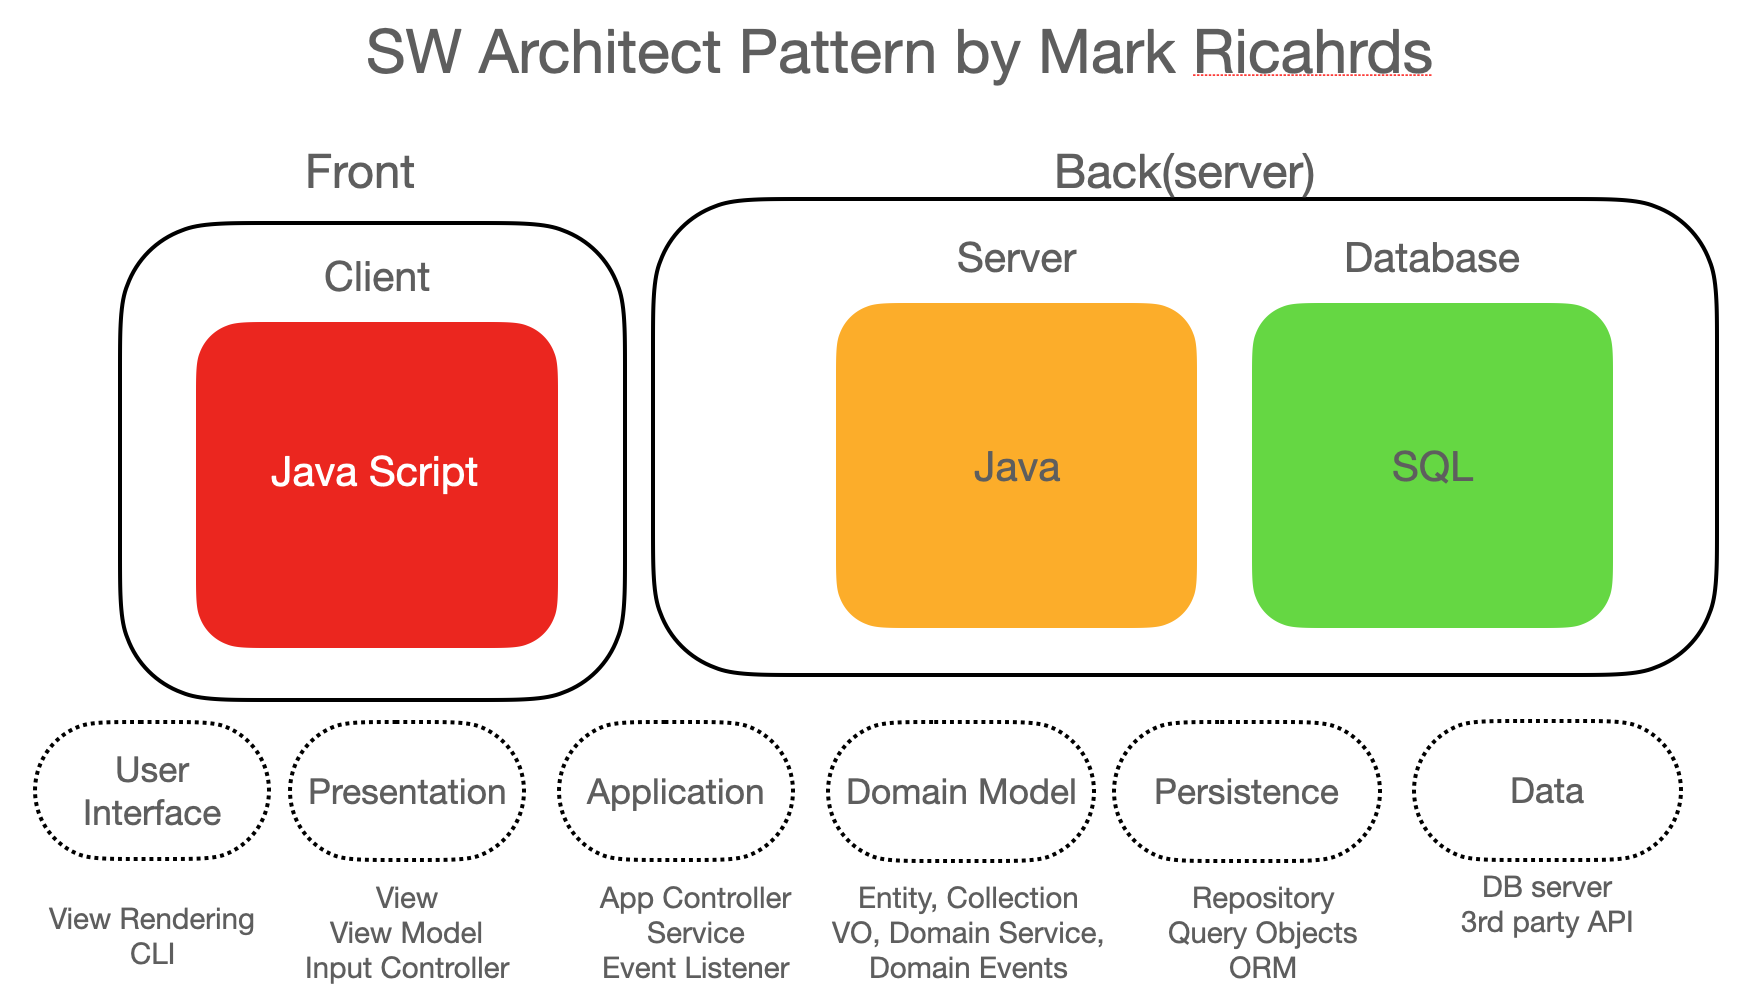 SW Architect Pattern by Mark Ricahrds
Front
Back(server)
Client
Server
Database
Java Script
Java
SQL
User
Interface
Presentation
Application
Domain Model
Persistence
Data
View Rendering
CLI
View
View Model
Input Controller
App Controller
Service
Event Listener
Entity, Collection
VO, Domain Service,
Domain Events
Repository
Query Objects
ORM
DB server
3rd party API